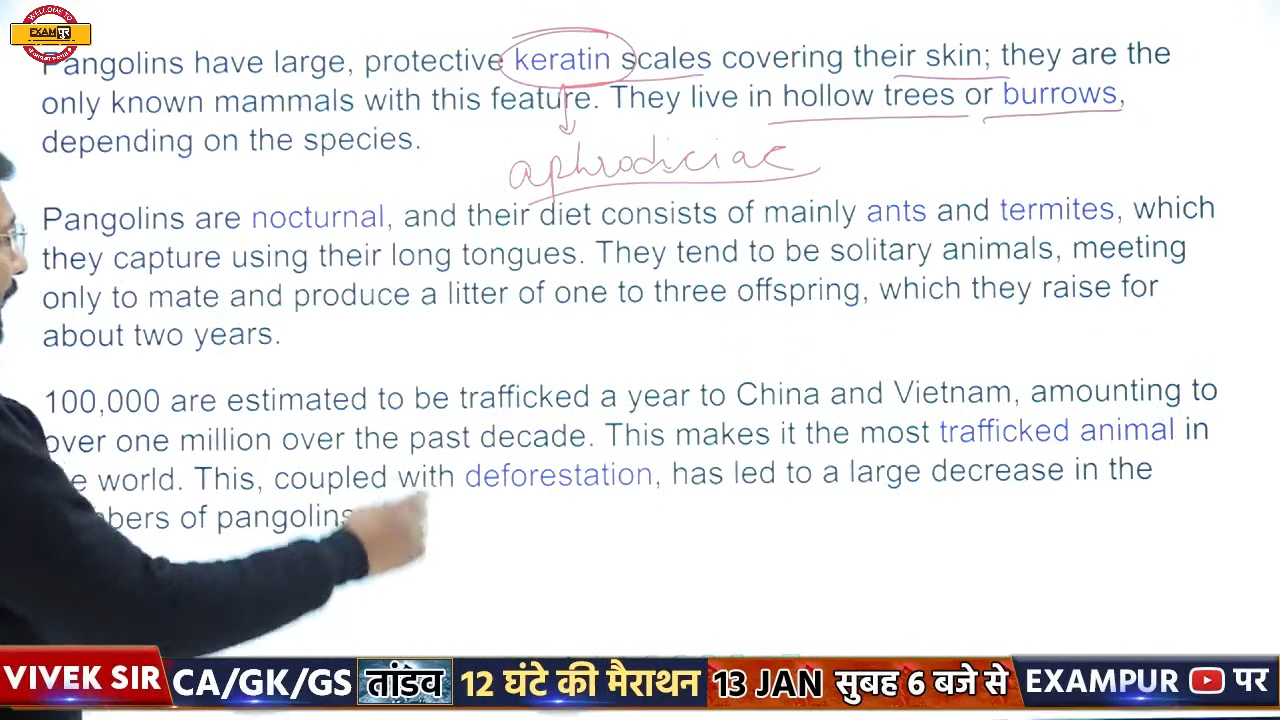 WELCOME TO
EXAM पुर
Pangolins have large, protective keratin scales covering their skin; they are the
only known mammals with this feature. They live in hollow trees or burrows,
depending on the species.
aphrodiciac
Pangolins are nocturnal, and their diet consists of mainly ants and termites, which
they capture using their long tongues. They tend to be solitary animals, meeting
only to mate and produce a litter of one to three offspring, which they raise for
about two years.
100,000 are estimated to be trafficked a year to China and Vietnam, amounting to
over one million over the past decade. This makes it the most trafficked animal in
e world. This, coupled with deforestation, has led to a large decrease in the
bers of pangolins
VIVEK SIR CA/GK/GS तांडव 12 घंटे की मैराथन 13 JAN सुबह 6 बजे से EXAMPUR पर